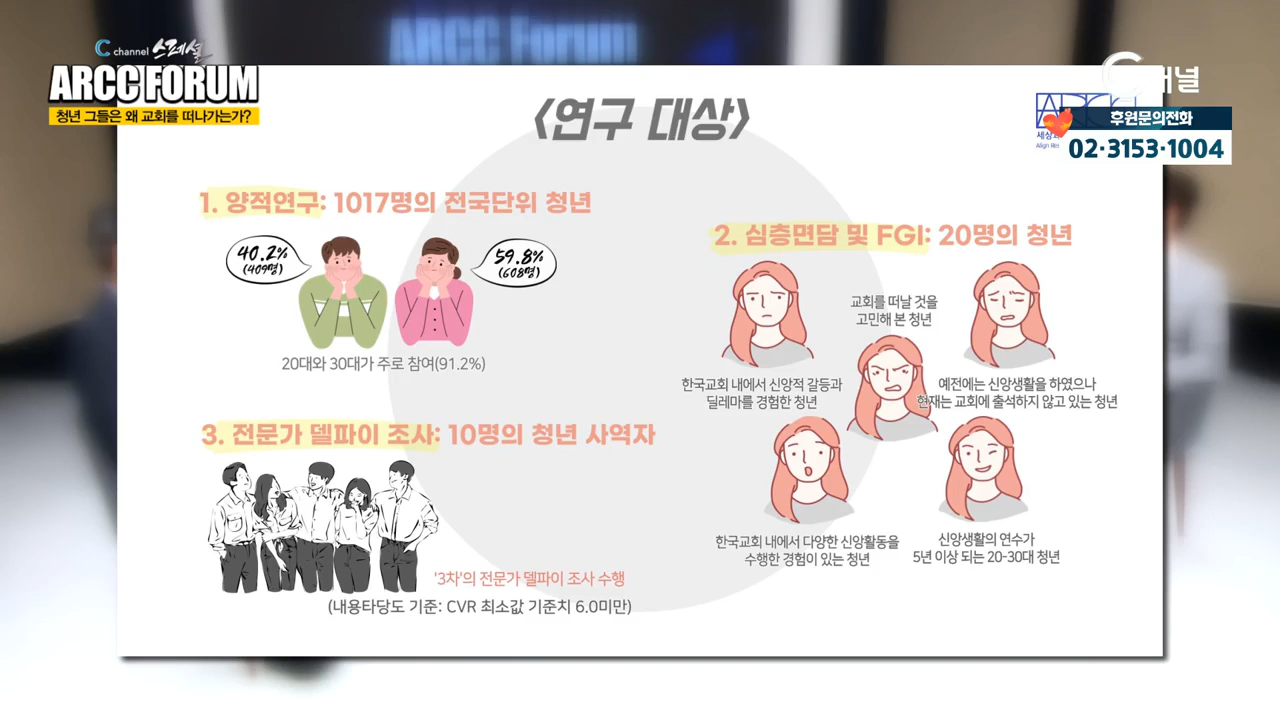 C channel 스페셜
ARCC FORUM
청년 그들은 왜 교회를 떠나가는가?
ARCC Forum
후원문의전화
02·3153·1004
<연구 대상>
1. 양적연구: 1017명의 전국단위 청년
40.2%
(409명)
59.8%
(608명)
20대와 30대가 주로 참여(91.2%)
2. 심층면담 및 FGI: 20명의 청년
교회를 떠날 것을
고민해 본 청년
한국교회 내에서 신앙적 갈등과
딜레마를 경험한 청년
예전에는 신앙생활을 하였으나
현재는 교회에 출석하지 않고 있는 청년
한국교회 내에서 다양한 신앙활동을
수행한 경험이 있는 청년
신앙생활의 연수가
5년 이상 되는 20-30대 청년
3. 전문가 델파이 조사: 10명의 청년 사역자
'3차'의 전문가 델파이 조사 수행
(내용타당도 기준: CVR 최소값 기준치 6.0미만)